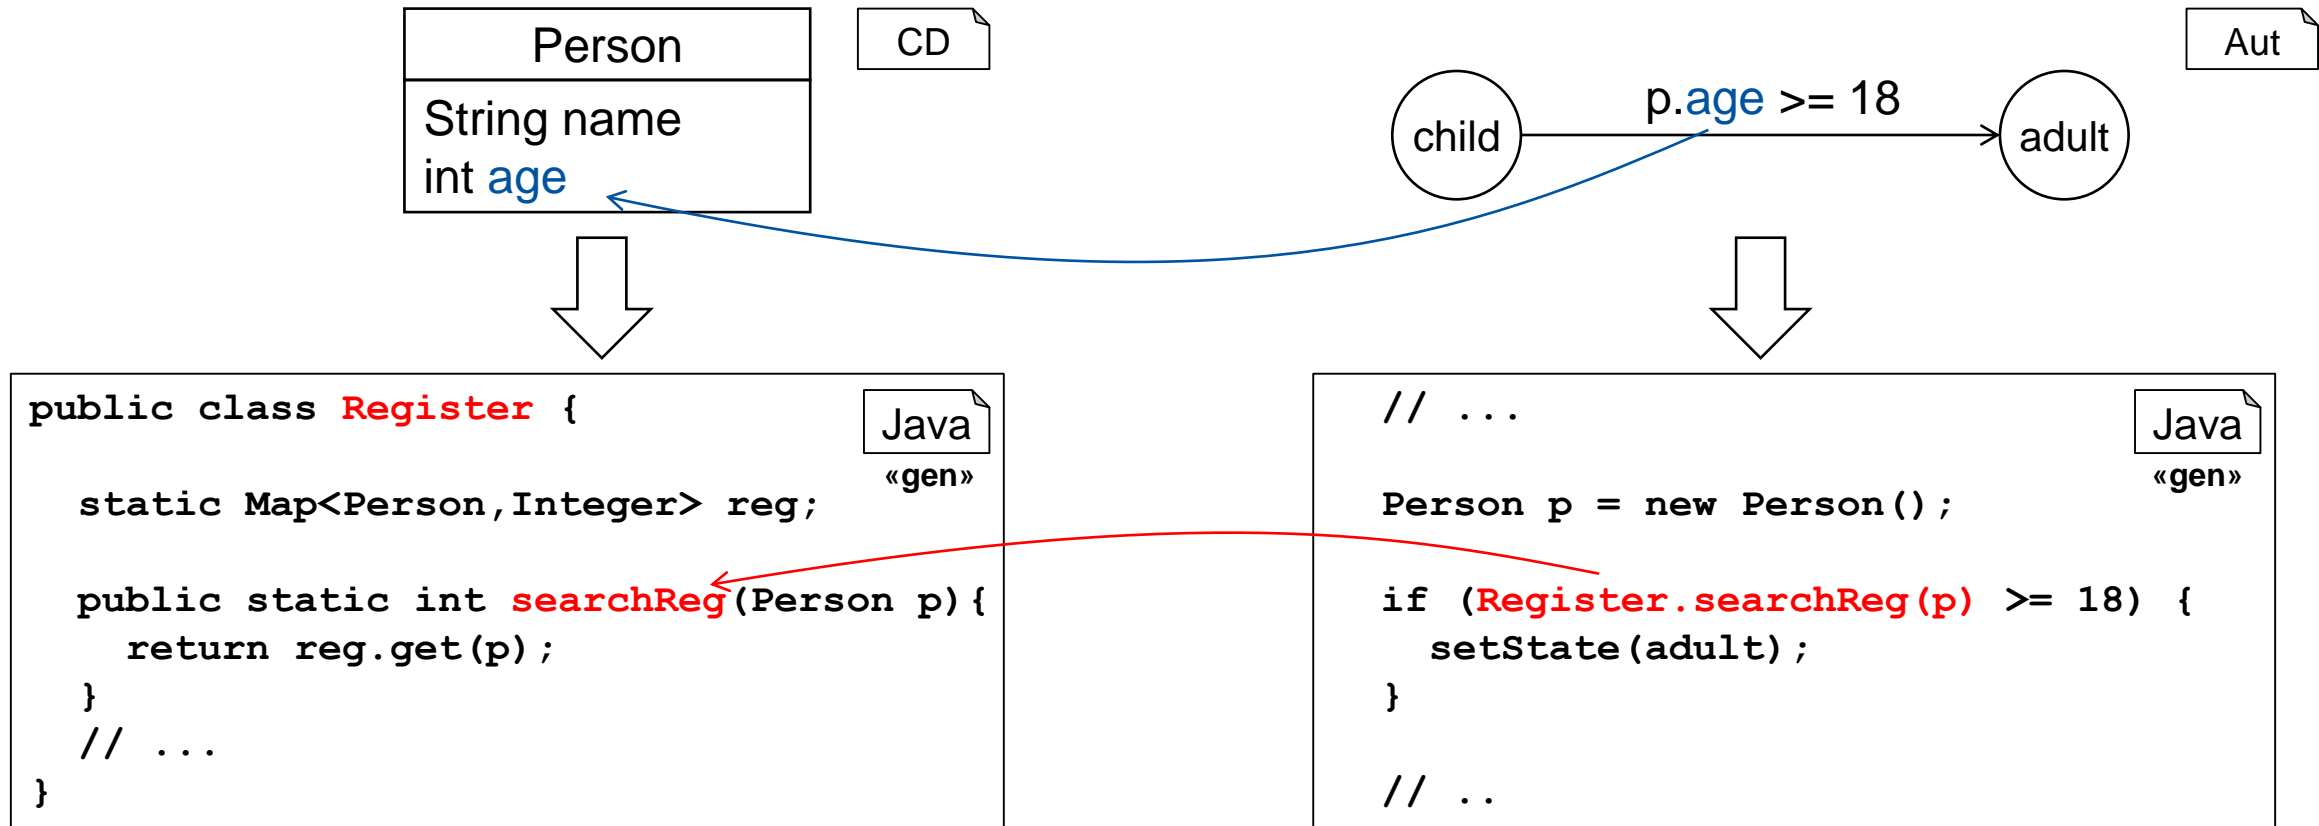 Person
String name
int age
CD
Aut
child
p.age >= 18
adult
public class Register {
static Map<Person,Integer> reg;
public static int searchReg(Person p){
return reg.get(p);
}
// ...
}
Java
«gen»
// ...
Person p = new Person();
if (Register.searchReg(p) >= 18) {
setState(adult);
}
// ..
Java
«gen»